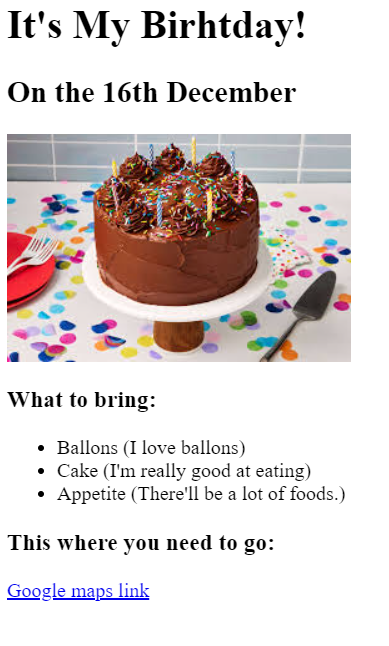 It's My Birhtday!
On the 16th December
What to bring:
Ballons (I love ballons)
Cake (I'm really good at eating)
Appetite (There'll be a lot of foods.)
This where you need to go:
Google maps link